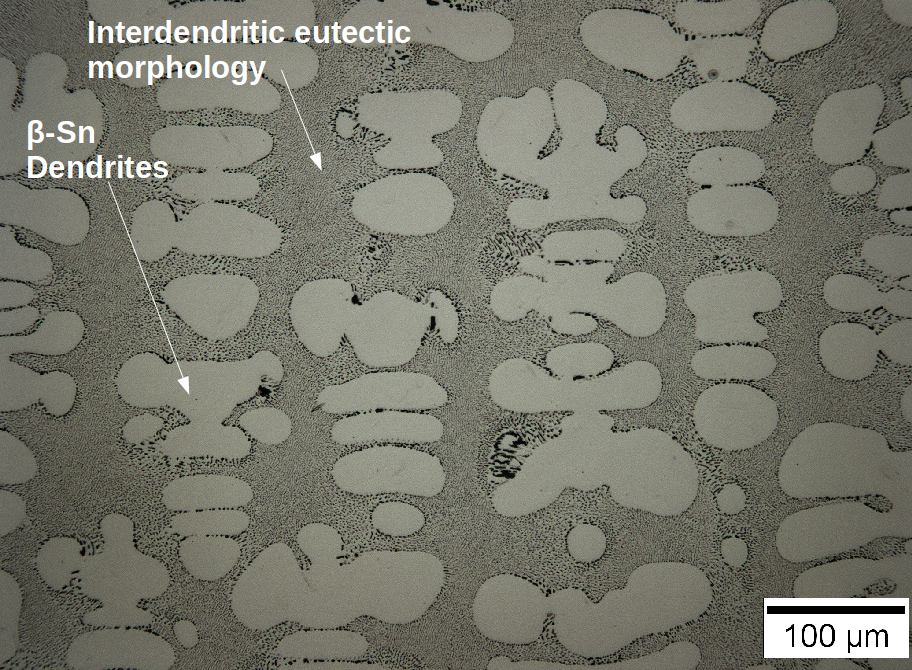 Interdendritic eutectic
morphology
β-Sn
Dendrites
100 µm